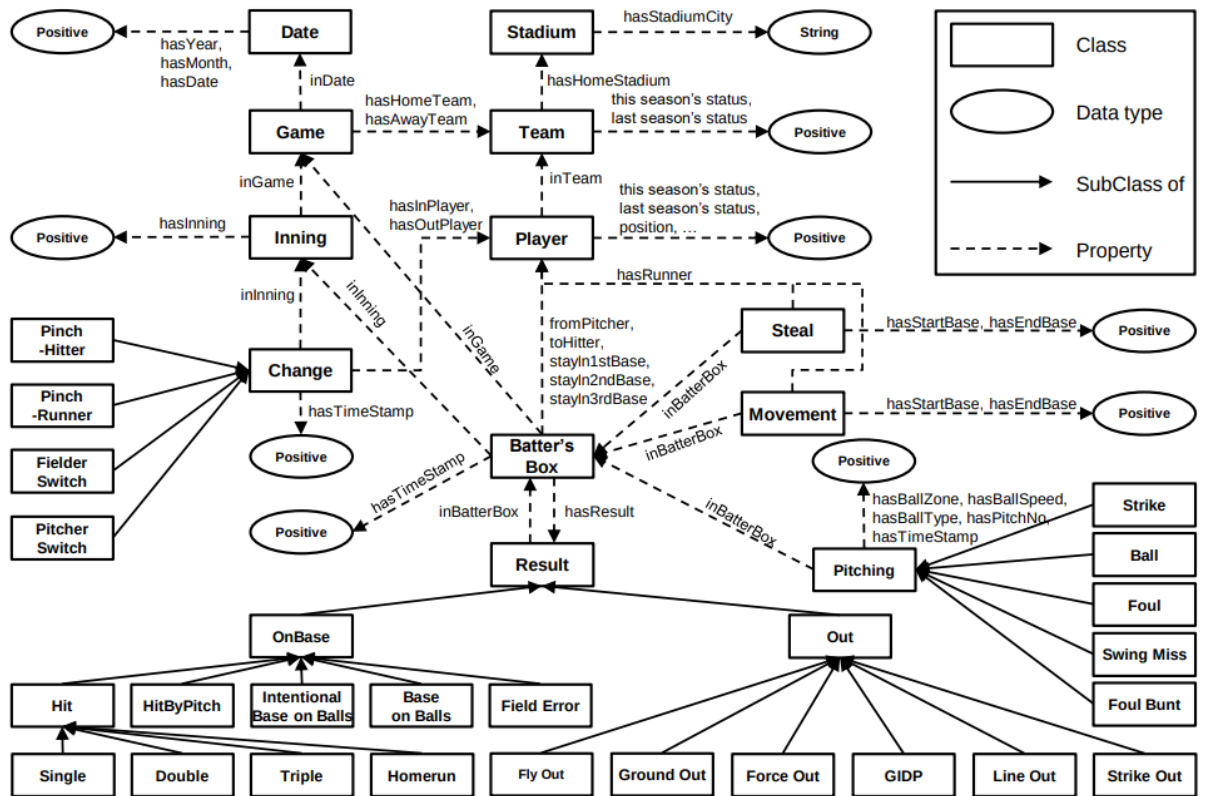 Positive
hasYear,
hasMonth,
hasDate
Date
inDate
Stadium
hasStadiumCity
String
hasHomeStadium
Game
hasHomeTeam,
hasAwayTeam
Team
this season's status,
last season's status
Positive
inGame
inTeam
Positive
hasInning
Inning
hasInPlayer,
hasOutPlayer
Player
this season's status,
last season's status,
position, ...
Positive
Class
Data type
SubClass of
Property
inInning
inInning
inGame
hasRunner
fromPitcher,
toHitter,
stayIn1stBase,
stayIn2ndBase,
stayIn3rdBase
Steal
hasStartBase, hasEndBase
Positive
inBatterBox
Movement
hasStartBase, hasEndBase
Positive
inBatterBox
Pinch
-Hitter
Pinch
-Runner
Fielder
Switch
Pitcher
Switch
Change
hasTimeStamp
Positive
hasTimeStamp
Positive
Batter's
Box
inBatterBox
hasResult
inBatterBox
Positive
hasBallZone, hasBallSpeed,
hasBallType, hasPitchNo,
hasTimeStamp
Pitching
Strike
Ball
Foul
Swing Miss
Foul Bunt
Result
OnBase
Out
Hit
HitByPitch
Intentional
Base on Balls
Base
on Balls
Field Error
Single
Double
Triple
Homerun
Fly Out
Ground Out
Force Out
GIDP
Line Out
Strike Out